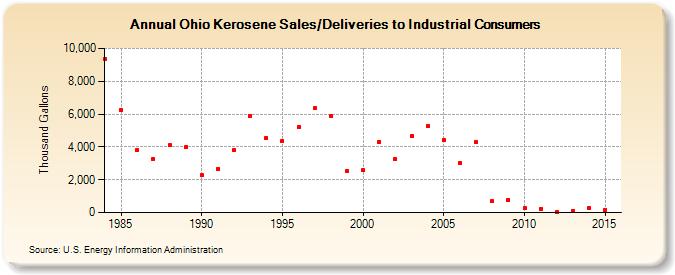 Annual Ohio Kerosene Sales/Deliveries to Industrial Consumers
Thousand Gallons
10,000
8,000
6,000
4,000
2,000
0
1985 1990 1995 2000 2005 2010 2015
Source: U.S. Energy Information Administration